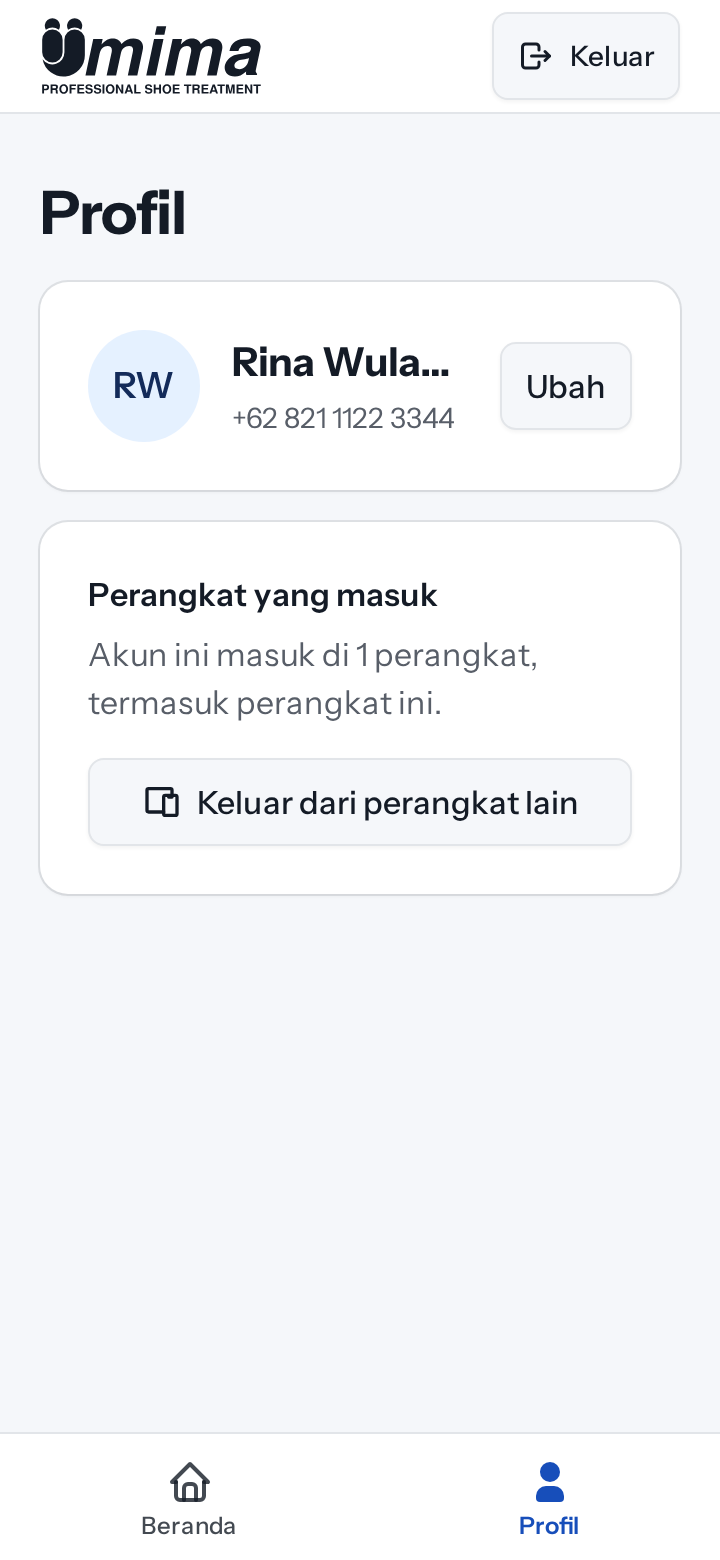 Ümima
PROFESSIONAL SHOE TREATMENT
Keluar
Profil
RW
Rina Wula...
+62 821 1122 3344
Ubah
Perangkat yang masuk
Akun ini masuk di 1 perangkat,
termasuk perangkat ini.
Keluar dari perangkat lain
Beranda
Profil